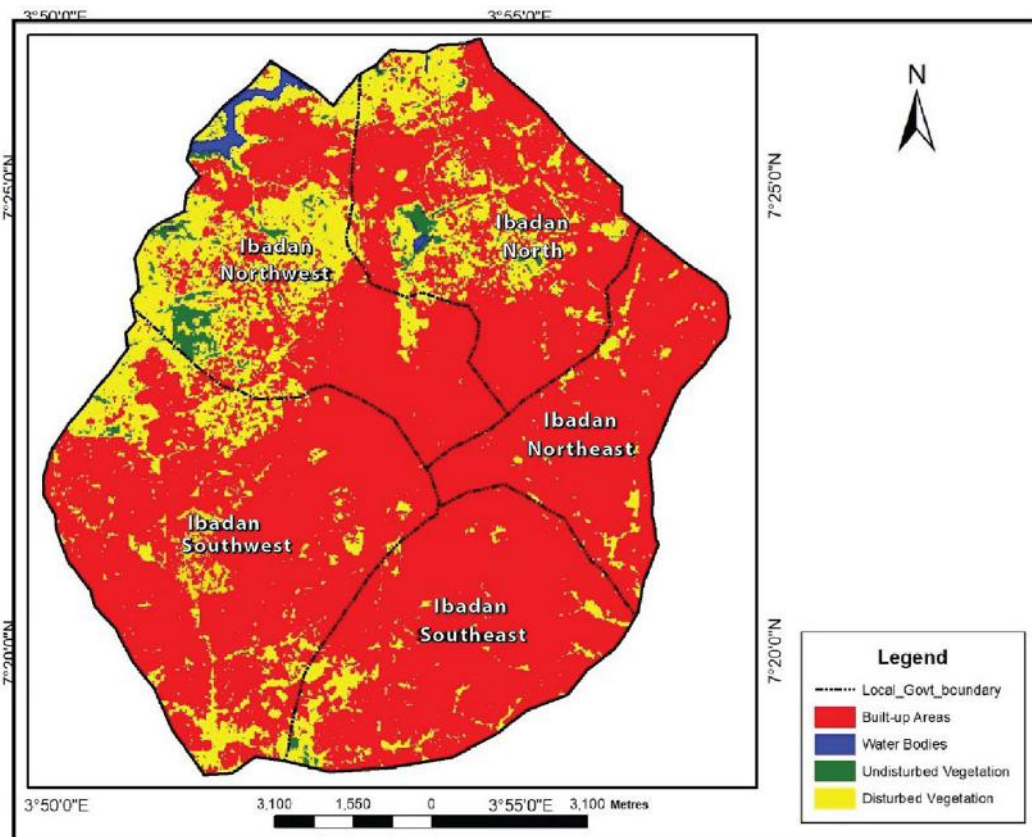 3°50'0"E 3°55'0"E
N
7°25'0"N 7°25'0"N
Ibadan
North
Ibadan
Northwest
Ibadan
Northeast
Ibadan
Southwest
Ibadan
Southeast
7°20'0"N 7°20'0"N
Legend
Local_Govt_boundary
Built-up Areas
Water Bodies
Undisturbed Vegetation
Disturbed Vegetation
3°50'0"E 3°55'0"E
3,100 1,550 0 3,100 Metres